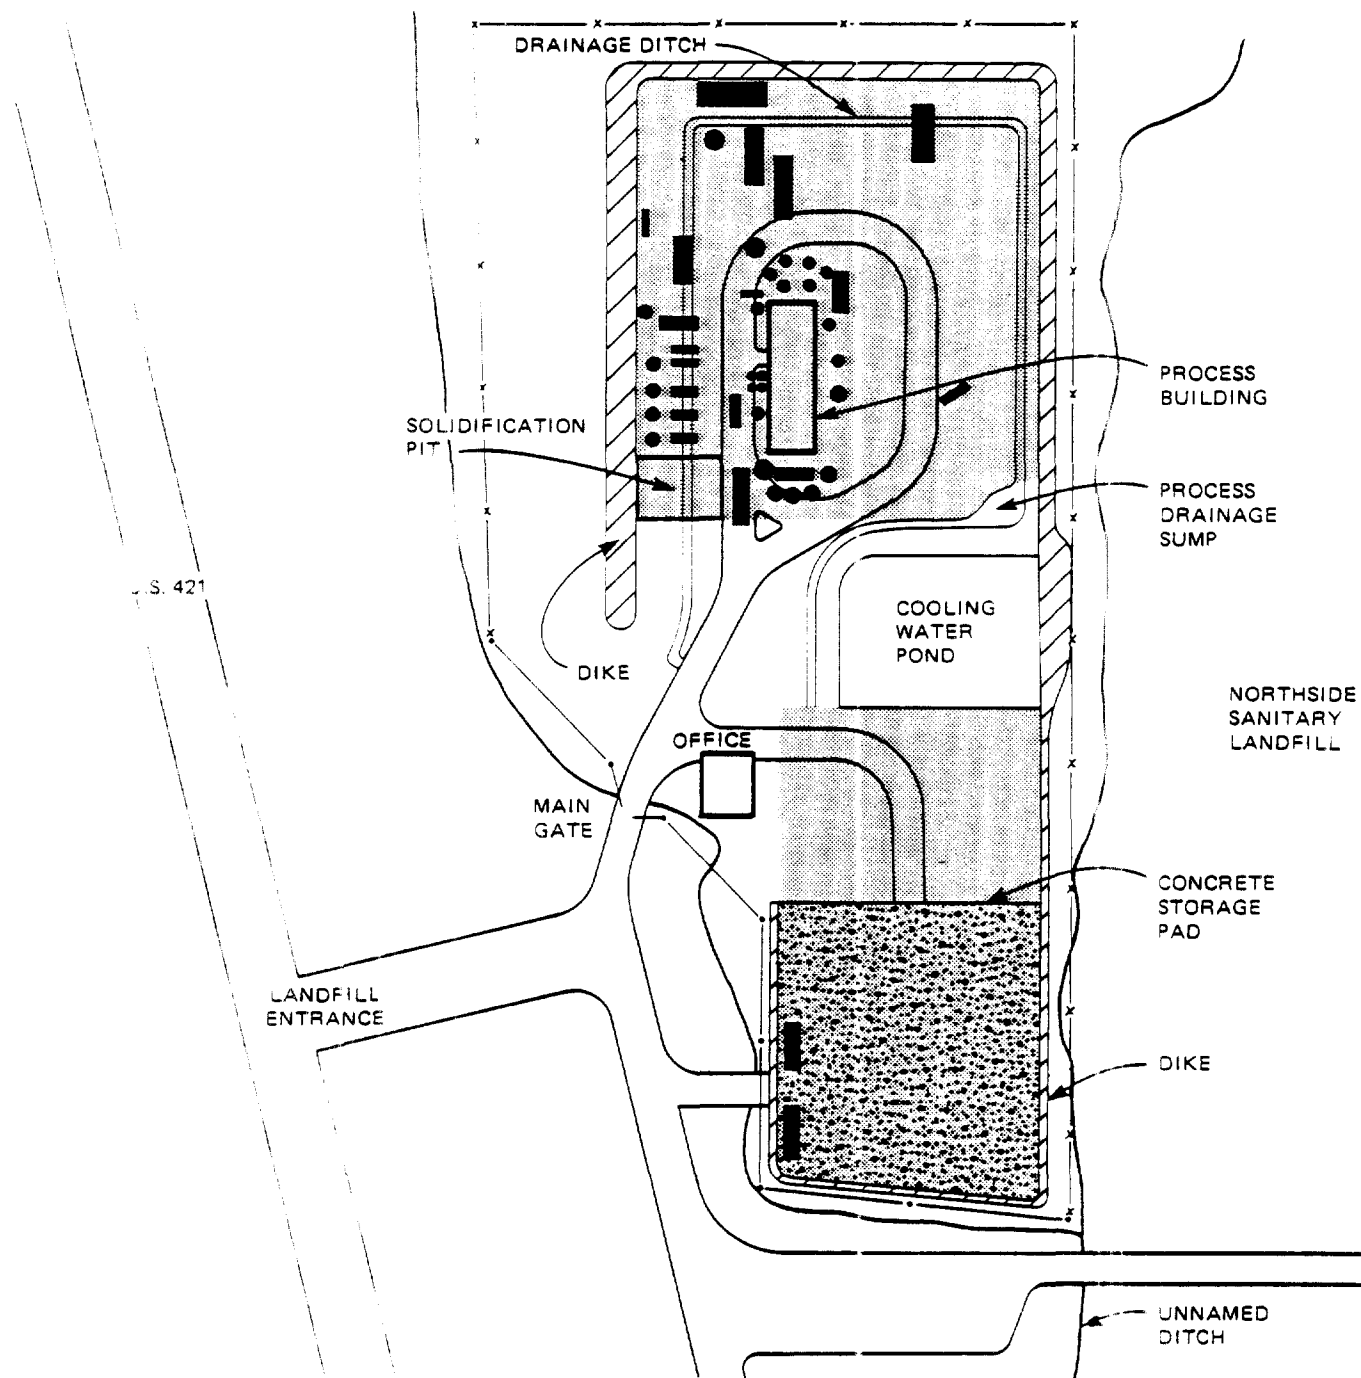 DRAINAGE DITCH
PROCESS
BUILDING
SOLIDIFICATION
PIT
PROCESS
DRAINAGE
SUMP
.S. 421
COOLING
WATER
POND
DIKE
NORTHSIDE
SANITARY
LANDFILL
OFFICE
MAIN
GATE
CONCRETE
STORAGE
PAD
LANDFILL
ENTRANCE
DIKE
UNNAMED
DITCH